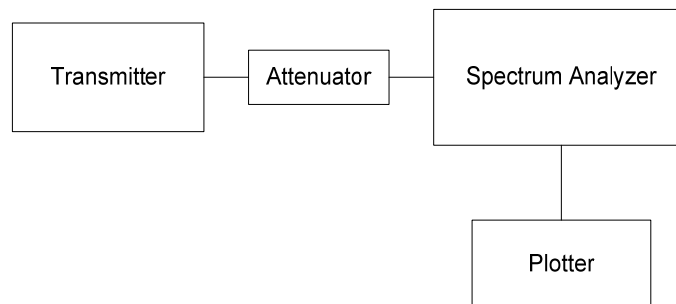 Transmitter
Attenuator
Spectrum Analyzer
Plotter